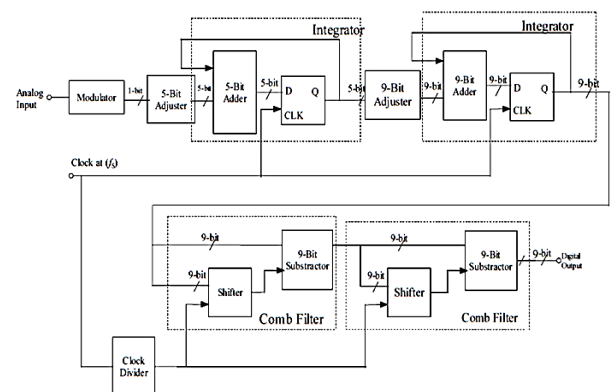 Integrator
Integrator
Analog
Input
Modulator
1-bit
5-Bit
Adjuster
5-bit
5-Bit
Adder
5-bit
D Q
CLK
5-bit
9-Bit
Adjuster
9-bit
9-Bit
Adder
9-bit
D Q
CLK
9-bit
Clock at (fs)
9-bit
9-bit
Shifter
9-Bit
Substractor
Comb Filter
9-bit
9-bit
Shifter
9-Bit
Substractor
Comb Filter
9-bit
Digital
Output
Clock
Divider